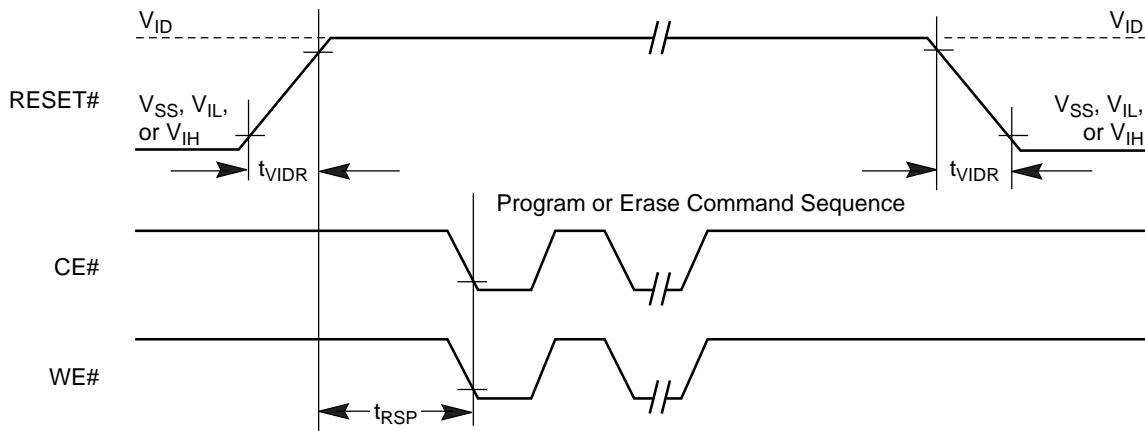 V_ID
V_ID
RESET#
V_SS, V_IL,
or V_IH
V_SS, V_IL,
or V_IH
t_VIDR
t_VIDR
Program or Erase Command Sequence
CE#
WE#
t_RSP